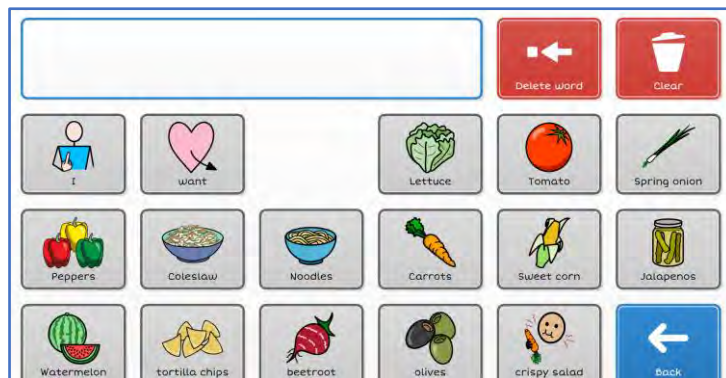 Delete word Clear
I want Lettuce Tomato Spring onion
Peppers Coleslaw Noodles Carrots Sweet corn Jalapenos
Watermelon tortilla chips beetroot olives crispy salad Back